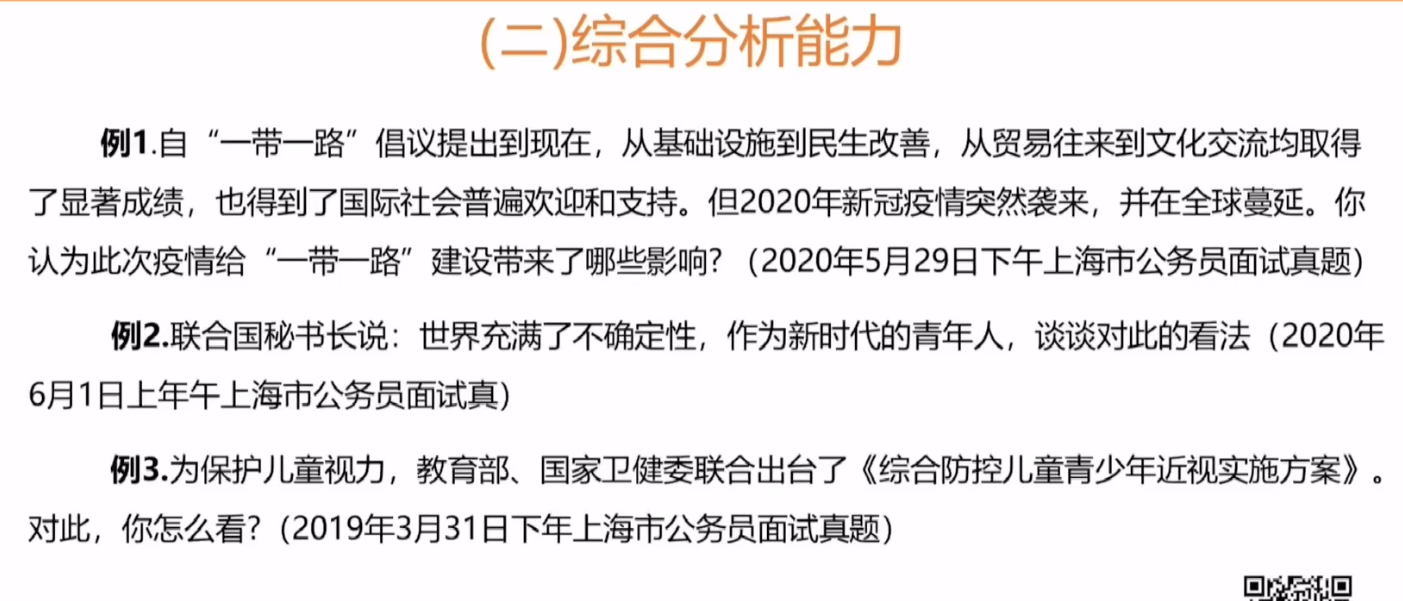 (二)综合分析能力
例1.自“一带一路”倡议提出到现在，从基础设施到民生改善，从贸易往来到文化交流均取得
了显著成绩，也得到了国际社会普遍欢迎和支持。但2020年新冠疫情突然袭来，并在全球蔓延。你
认为此次疫情给“一带一路”建设带来了哪些影响?（2020年5月29日下午上海市公务员面试真题）
例2.联合国秘书长说：世界充满了不确定性，作为新时代的青年人，谈谈对此的看法（2020年
6月1日上年午上海市公务员面试真）
例3.为保护儿童视力，教育部、国家卫健委联合出台了《综合防控儿童青少年近视实施方案》。
对此，你怎么看?（2019年3月31日下年上海市公务员面试真题）